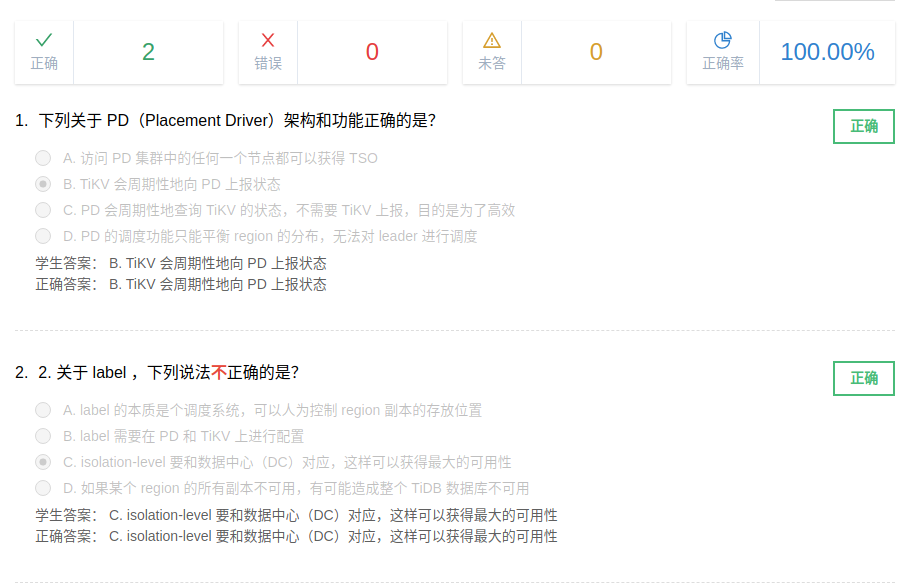 正确
2
错误
0
未答
0
正确率
100.00%
1. 下列关于 PD（Placement Driver）架构和功能正确的是？
正确
A. 访问 PD 集群中的任何一个节点都可以获得 TSO
B. TiKV 会周期性地向 PD 上报状态
C. PD 会周期性地查询 TiKV 的状态，不需要 TiKV 上报，目的是为了高效
D. PD 的调度功能只能平衡 region 的分布，无法对 leader 进行调度
学生答案： B. TiKV 会周期性地向 PD 上报状态
正确答案： B. TiKV 会周期性地向 PD 上报状态
2. 2. 关于 label ，下列说法不正确的是？
正确
A. label 的本质是个调度系统，可以人为控制 region 副本的存放位置
B. label 需要在 PD 和 TiKV 上进行配置
C. isolation-level 要和数据中心（DC）对应，这样可以获得最大的可用性
D. 如果某个 region 的所有副本不可用，有可能造成整个 TiDB 数据库不可用
学生答案： C. isolation-level 要和数据中心（DC）对应，这样可以获得最大的可用性
正确答案： C. isolation-level 要和数据中心（DC）对应，这样可以获得最大的可用性